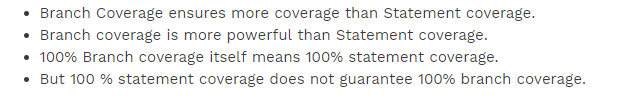 • Branch Coverage ensures more coverage than Statement coverage.
• Branch coverage is more powerful than Statement coverage.
• 100% Branch coverage itself means 100% statement coverage.
• But 100 % statement coverage does not guarantee 100% branch coverage.